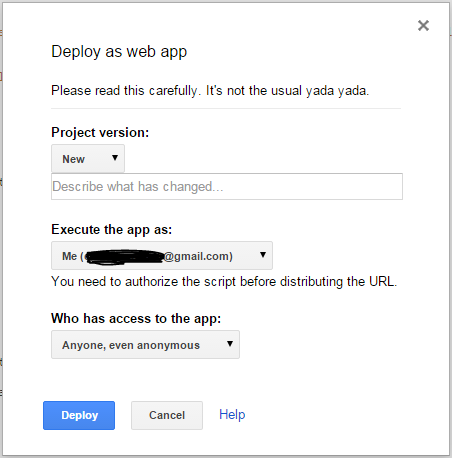 Deploy as web app
Please read this carefully. It's not the usual yada yada.
Project version:
New
Describe what has changed...
Execute the app as:
Me ( @gmail.com)
You need to authorize the script before distributing the URL.
Who has access to the app:
Anyone, even anonymous
Deploy Cancel Help